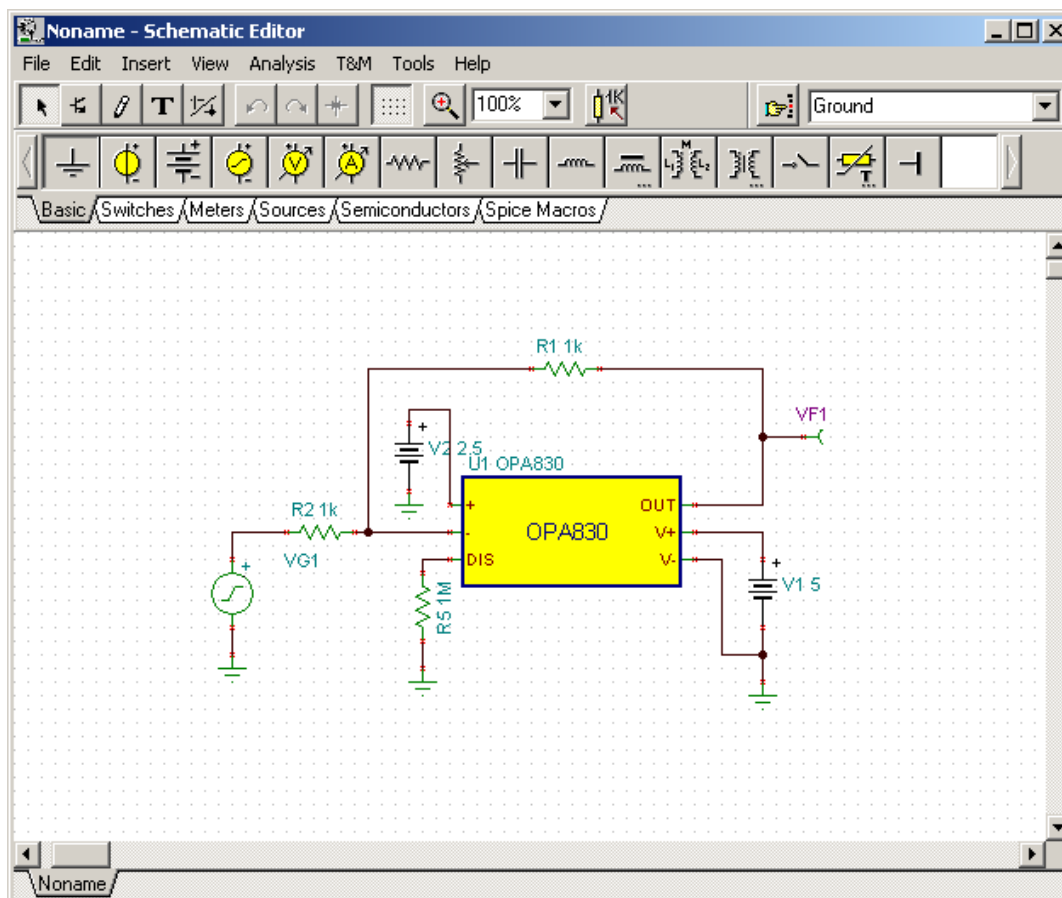 Noname - Schematic Editor
File Edit Insert View Analysis T&M Tools Help
T 100% 1K Ground
V A M L1 L2 T
Basic Switches Meters Sources Semiconductors Spice Macros
R1 1k
VF1
+
V2 2.5
U1 OPA830
R2 1k
+ OUT
- OPA830 V+
DIS V-
VG1
+
+
V1 5
R5 1M
Noname